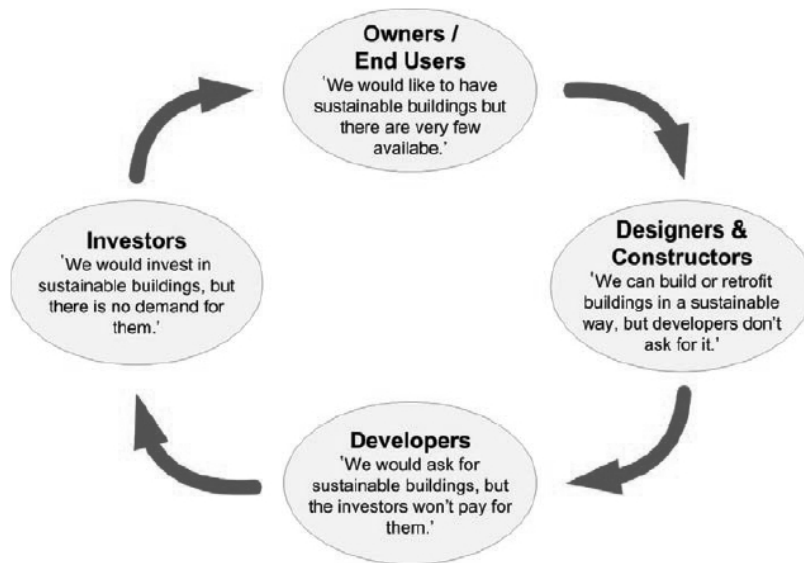 Owners /
End Users
'We would like to have
sustainable buildings but
there are very few
availabe.'
Designers &
Constructors
'We can build or retrofit
buildings in a sustainable
way, but developers don't
ask for it.'
Developers
'We would ask for
sustainable buildings, but
the investors won't pay for
them.'
Investors
'We would invest in
sustainable buildings, but
there is no demand for
them.'